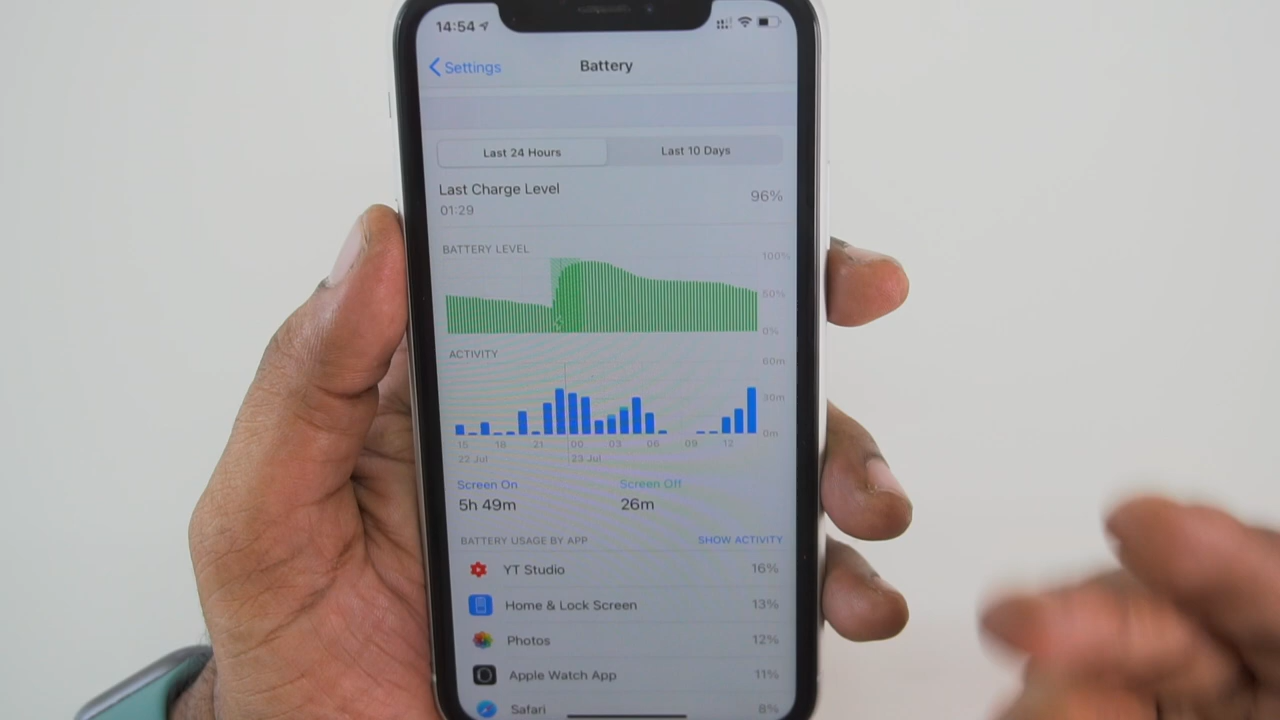 14:54
Settings
Battery
Last 24 Hours
Last 10 Days
Last Charge Level
96%
01:29
BATTERY LEVEL
100%
50%
0%
ACTIVITY
60m
30m
0m
15 18 21 00 03 06 09 12
22 Jul 23 Jul
Screen On
Screen Off
5h 49m
26m
BATTERY USAGE BY APP
SHOW ACTIVITY
YT Studio
16%
Home & Lock Screen
13%
Photos
12%
Apple Watch App
11%
Safari
8%